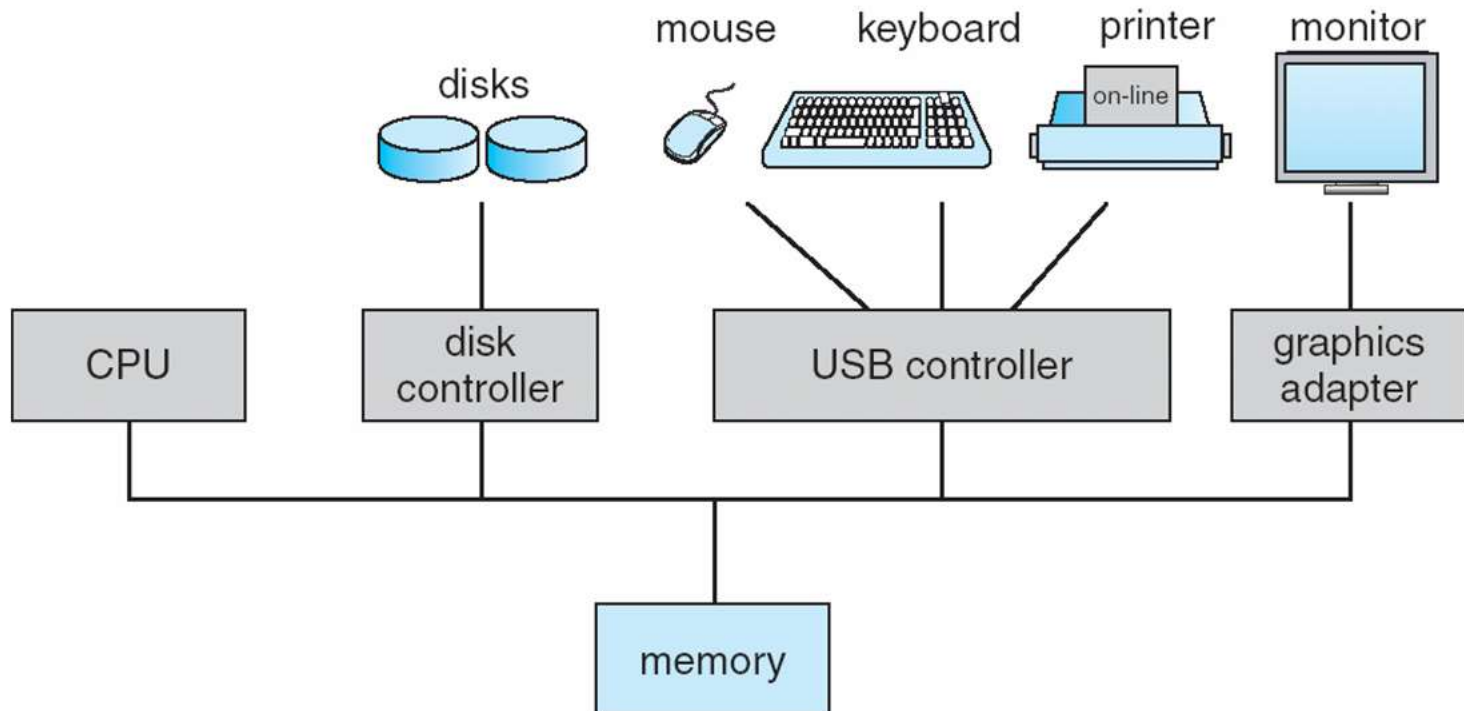 mouse
keyboard
printer
monitor
disks
on-line
CPU
disk
controller
USB controller
graphics
adapter
memory